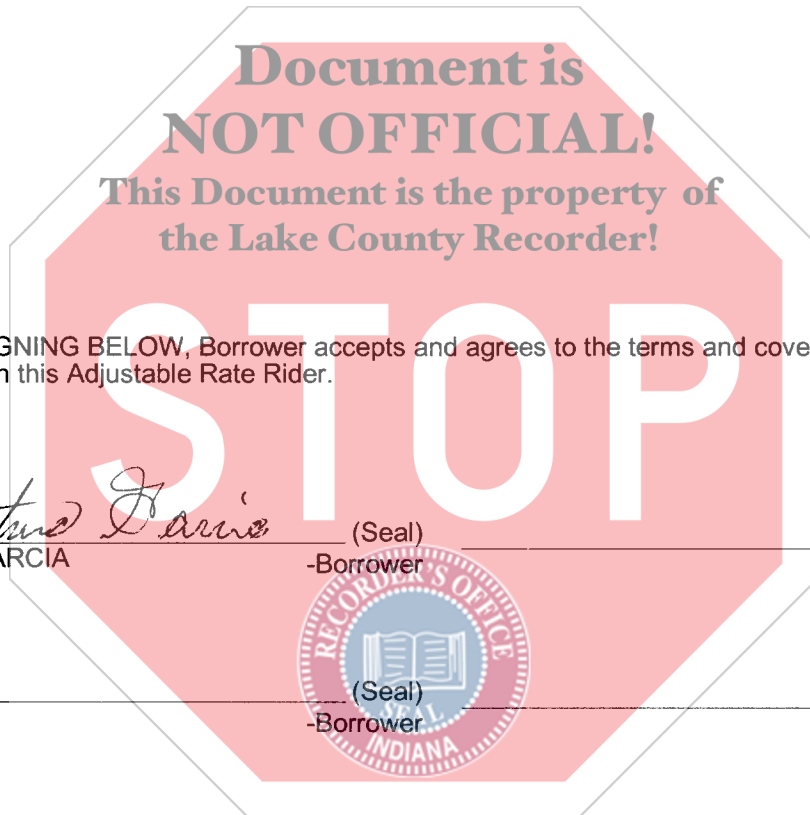 Document is
NOT OFFICIAL!
This Document is the property of
the Lake County Recorder!
STOP
GNING BELOW, Borrower accepts and agrees to the terms and cove
n this Adjustable Rate Rider.
Garcia (Seal)
ARCIA -Borrower
RECORDER'S OFFICE
SEAL
INDIANA
(Seal)
-Borrower